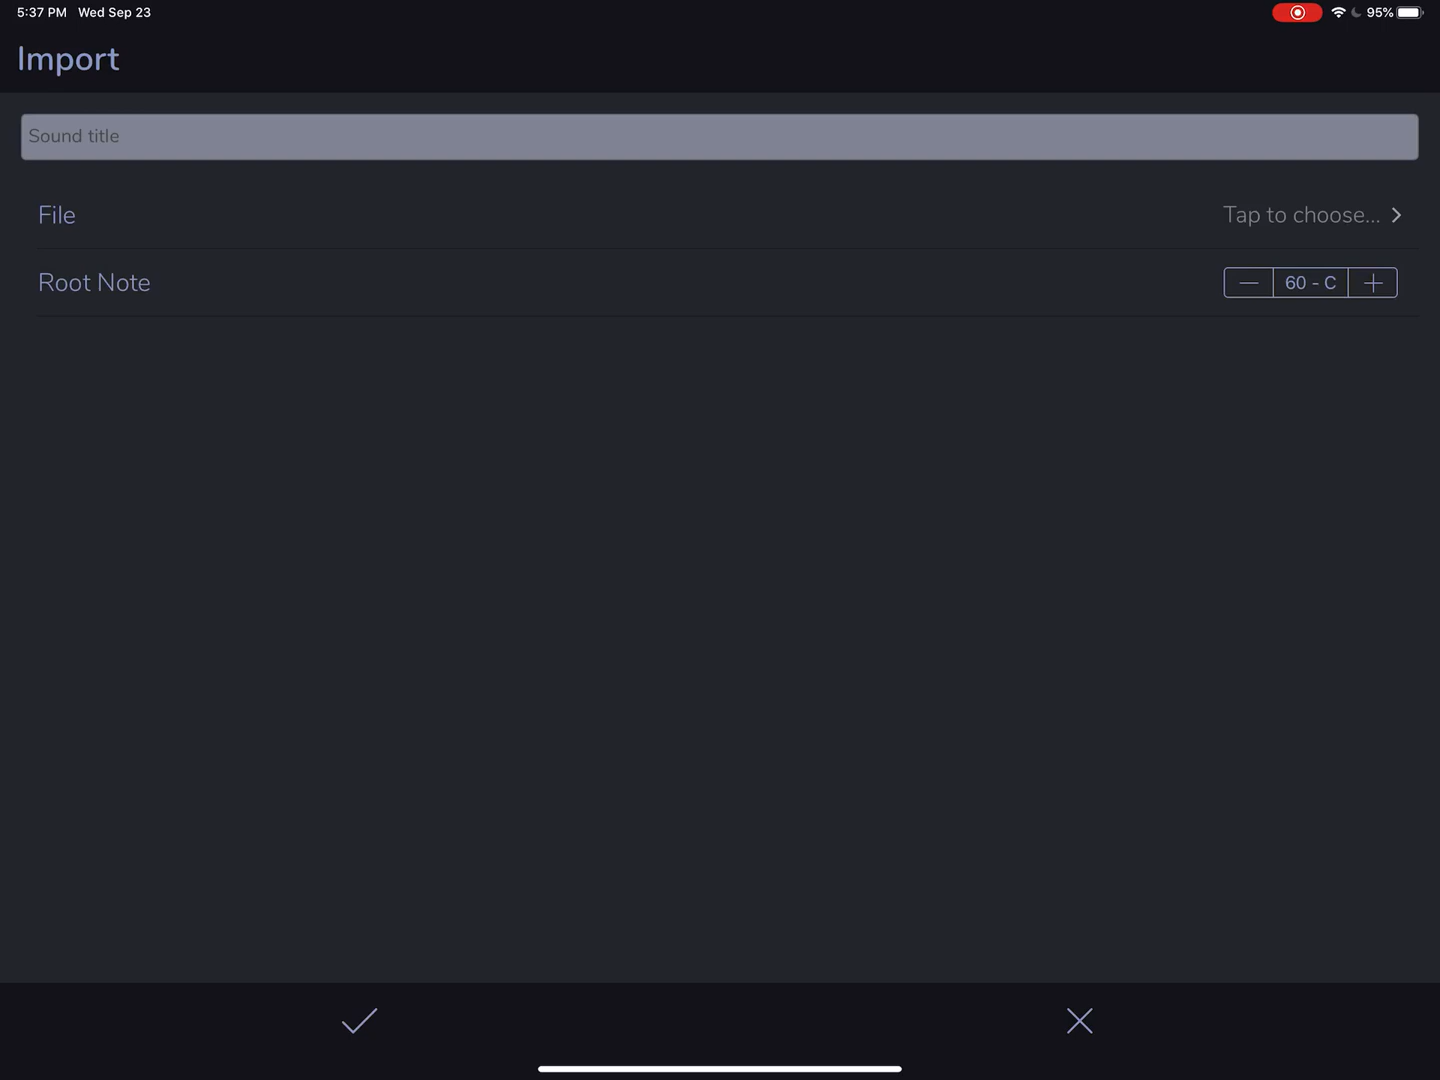 5:37 PM Wed Sep 23 95%
Import
Sound title
File Tap to choose...
Root Note 60 - C